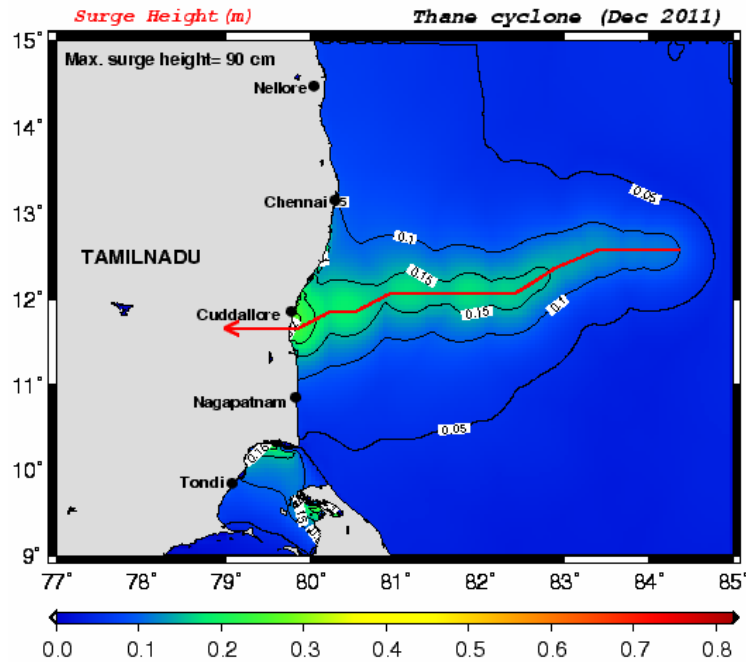 Surge Height(m) Thane cyclone (Dec 2011)
15°
Max. surge height= 90 cm
Nellore
14°
0.05
Chennai
13°
0.1
TAMILNADU
0.15
12°
Cuddallore
0.15
0.1
11°
Nagapatnam
0.05
0.15
10°
Tondi
15
9°
77° 78° 79° 80° 81° 82° 83° 84° 85°
0.0 0.1 0.2 0.3 0.4 0.5 0.6 0.7 0.8